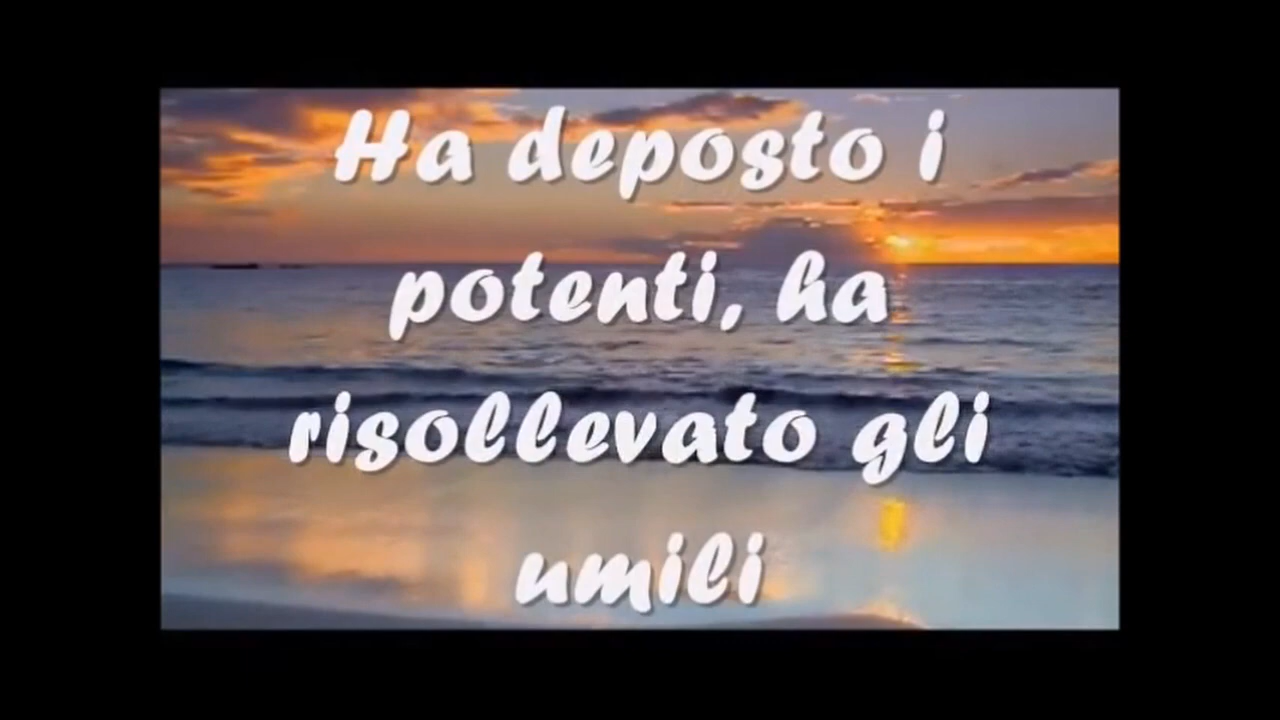 Ha deposto i
potenti, ha
risollevato gli
umili